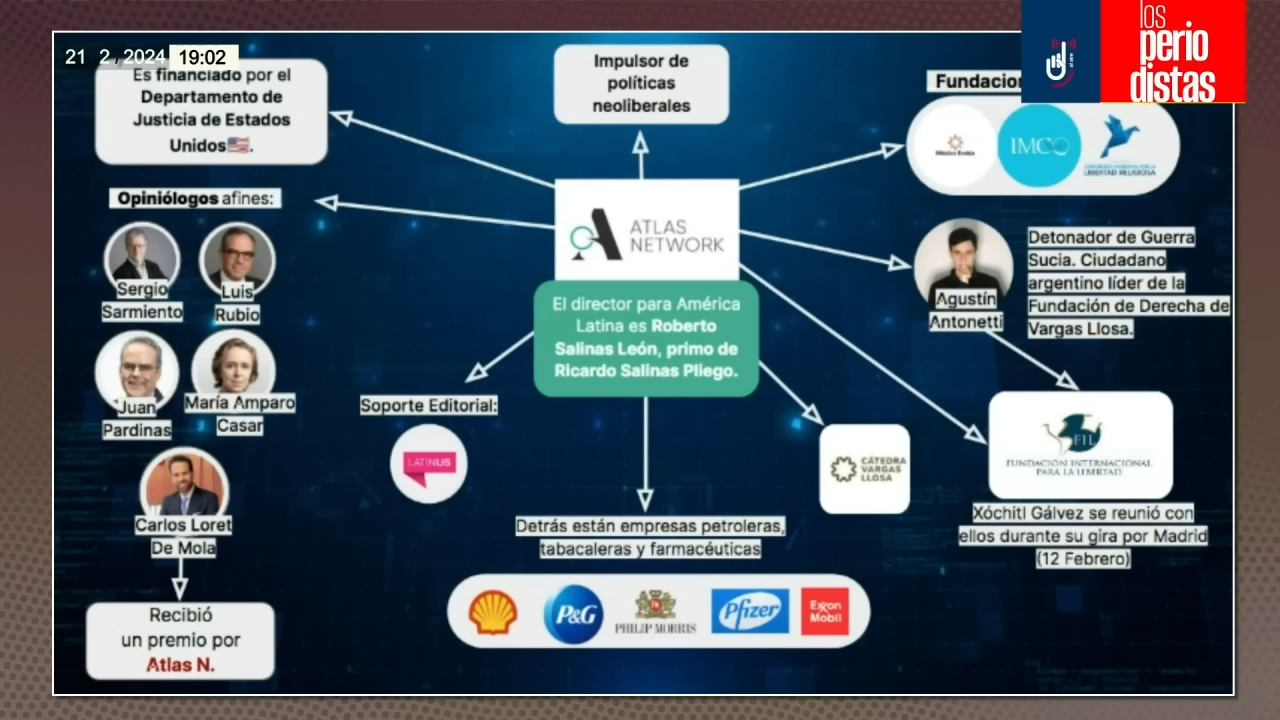 21 2/2024 19:02
los
perio
distas
Es financiado por el
Departamento de
Justicia de Estados
Unidos🇺🇸.
Impulsor de
políticas
neoliberales
Fundacion
IMCO
LIBERTAD RELIGIOSA
Opiniólogos afines:
Sergio
Sarmiento
Luis
Rubio
Juan
Pardinas
María Amparo
Casar
Carlos Loret
De Mola
Recibió
un premio por
Atlas N.
ATLAS
NETWORK
El director para América
Latina es Roberto
Salinas León, primo de
Ricardo Salinas Pliego.
Soporte Editorial:
LATINUS
Detrás están empresas petroleras,
tabacaleras y farmacéuticas
P&G
PHILIP MORRIS
Pfizer
Exxon
Mobil
CÁTEDRA
VARGAS
LLOSA
Agustín
Antonetti
Detonador de Guerra
Sucia. Ciudadano
argentino líder de la
Fundación de Derecha de
Vargas Llosa.
FIL
FUNDACIÓN INTERNACIONAL
PARA LA LIBERTAD
Xóchitl Gálvez se reunió con
ellos durante su gira por Madrid
(12 Febrero)